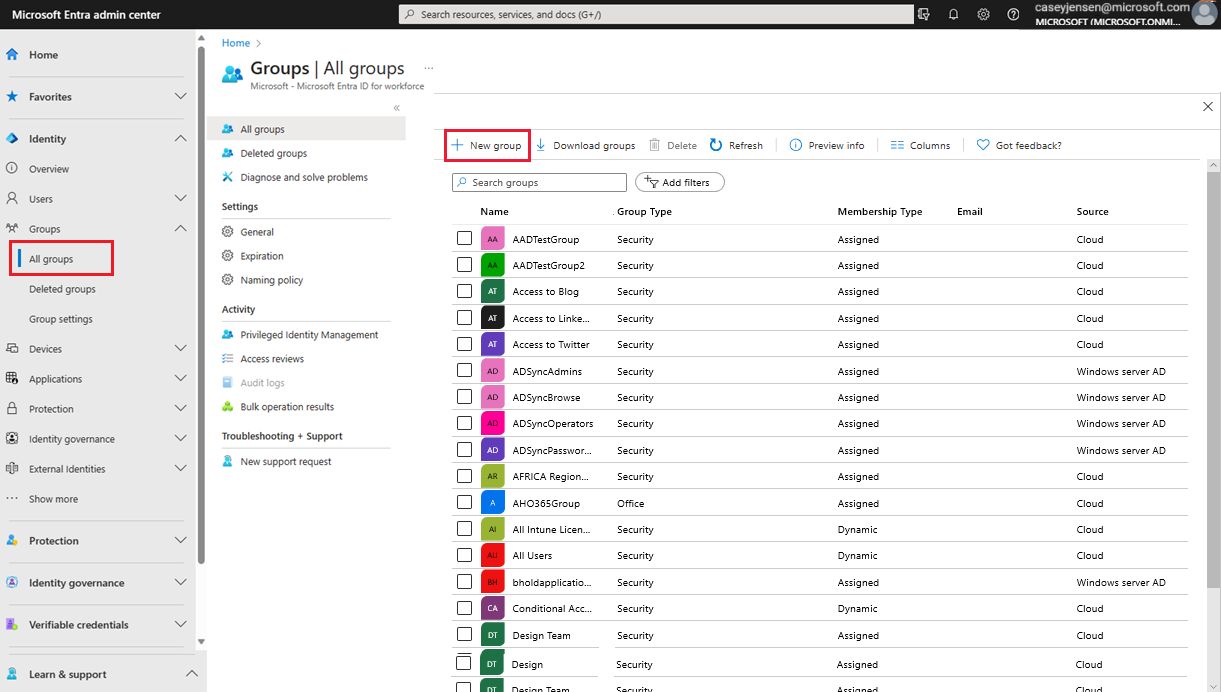 Microsoft Entra admin center
Search resources, services, and docs (G+/)
caseyjensen@microsoft.com
MICROSOFT (MICROSOFT.ONMI...
Home
Favorites
Identity
Overview
Users
Groups
All groups
Deleted groups
Group settings
Devices
Applications
Protection
Identity governance
External Identities
Show more
Protection
Identity governance
Verifiable credentials
Learn & support
Home
Groups | All groups
Microsoft - Microsoft Entra ID for workforce
All groups
Deleted groups
Diagnose and solve problems
Settings
General
Expiration
Naming policy
Activity
Privileged Identity Management
Access reviews
Audit logs
Bulk operation results
Troubleshooting + Support
New support request
New group Download groups Delete Refresh Preview info Columns Got feedback?
Search groups Add filters
Name Group Type Membership Type Email Source
AA AADTestGroup Security Assigned Cloud
AA AADTestGroup2 Security Assigned Cloud
AT Access to Blog Security Assigned Cloud
AT Access to Linke... Security Assigned Cloud
AT Access to Twitter Security Assigned Cloud
AD ADSyncAdmins Security Assigned Windows server AD
AD ADSyncBrowse Security Assigned Windows server AD
AD ADSyncOperators Security Assigned Windows server AD
AD ADSyncPasswor... Security Assigned Windows server AD
AR AFRICA Region... Security Assigned Cloud
A AHO365Group Office Assigned Cloud
AI All Intune Licen... Security Dynamic Cloud
AU All Users Security Dynamic Cloud
BH bholdapplicatio... Security Assigned Windows server AD
CA Conditional Acc... Security Dynamic Cloud
DT Design Team Security Assigned Cloud
DT Design Security Assigned Cloud
DT Design Team Security Assigned Cloud